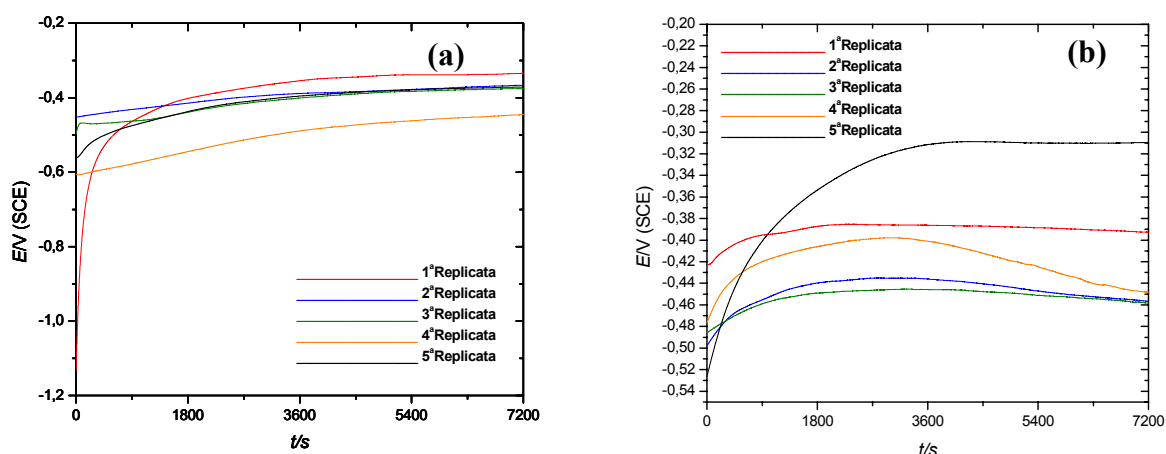 (a)
E/V (SCE)
-0,2
-0,4
-0,6
-0,8
-1,0
-1,2
1ªReplicata
2ªReplicata
3ªReplicata
4ªReplicata
5ªReplicata
0 1800 3600 5400 7200
t/s
(b)
E/V (SCE)
-0,20
-0,22
-0,24
-0,26
-0,28
-0,30
-0,32
-0,34
-0,36
-0,38
-0,40
-0,42
-0,44
-0,46
-0,48
-0,50
-0,52
-0,54
1ªReplicata
2ªReplicata
3ªReplicata
4ªReplicata
5ªReplicata
0 1800 3600 5400 7200
t/s